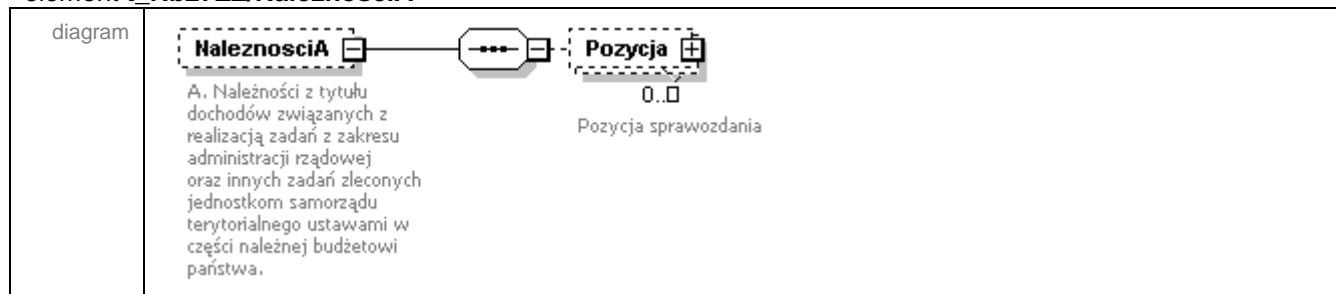 diagram
NaleznosciA
Pozycja
0..
A. Należności z tytułu
dochodów związanych z
realizacją zadań z zakresu
administracji rządowej
oraz innych zadań zleconych
jednostkom samorządu
terytorialnego ustawami w
części należnej budżetowi
państwa.
Pozycja sprawozdania